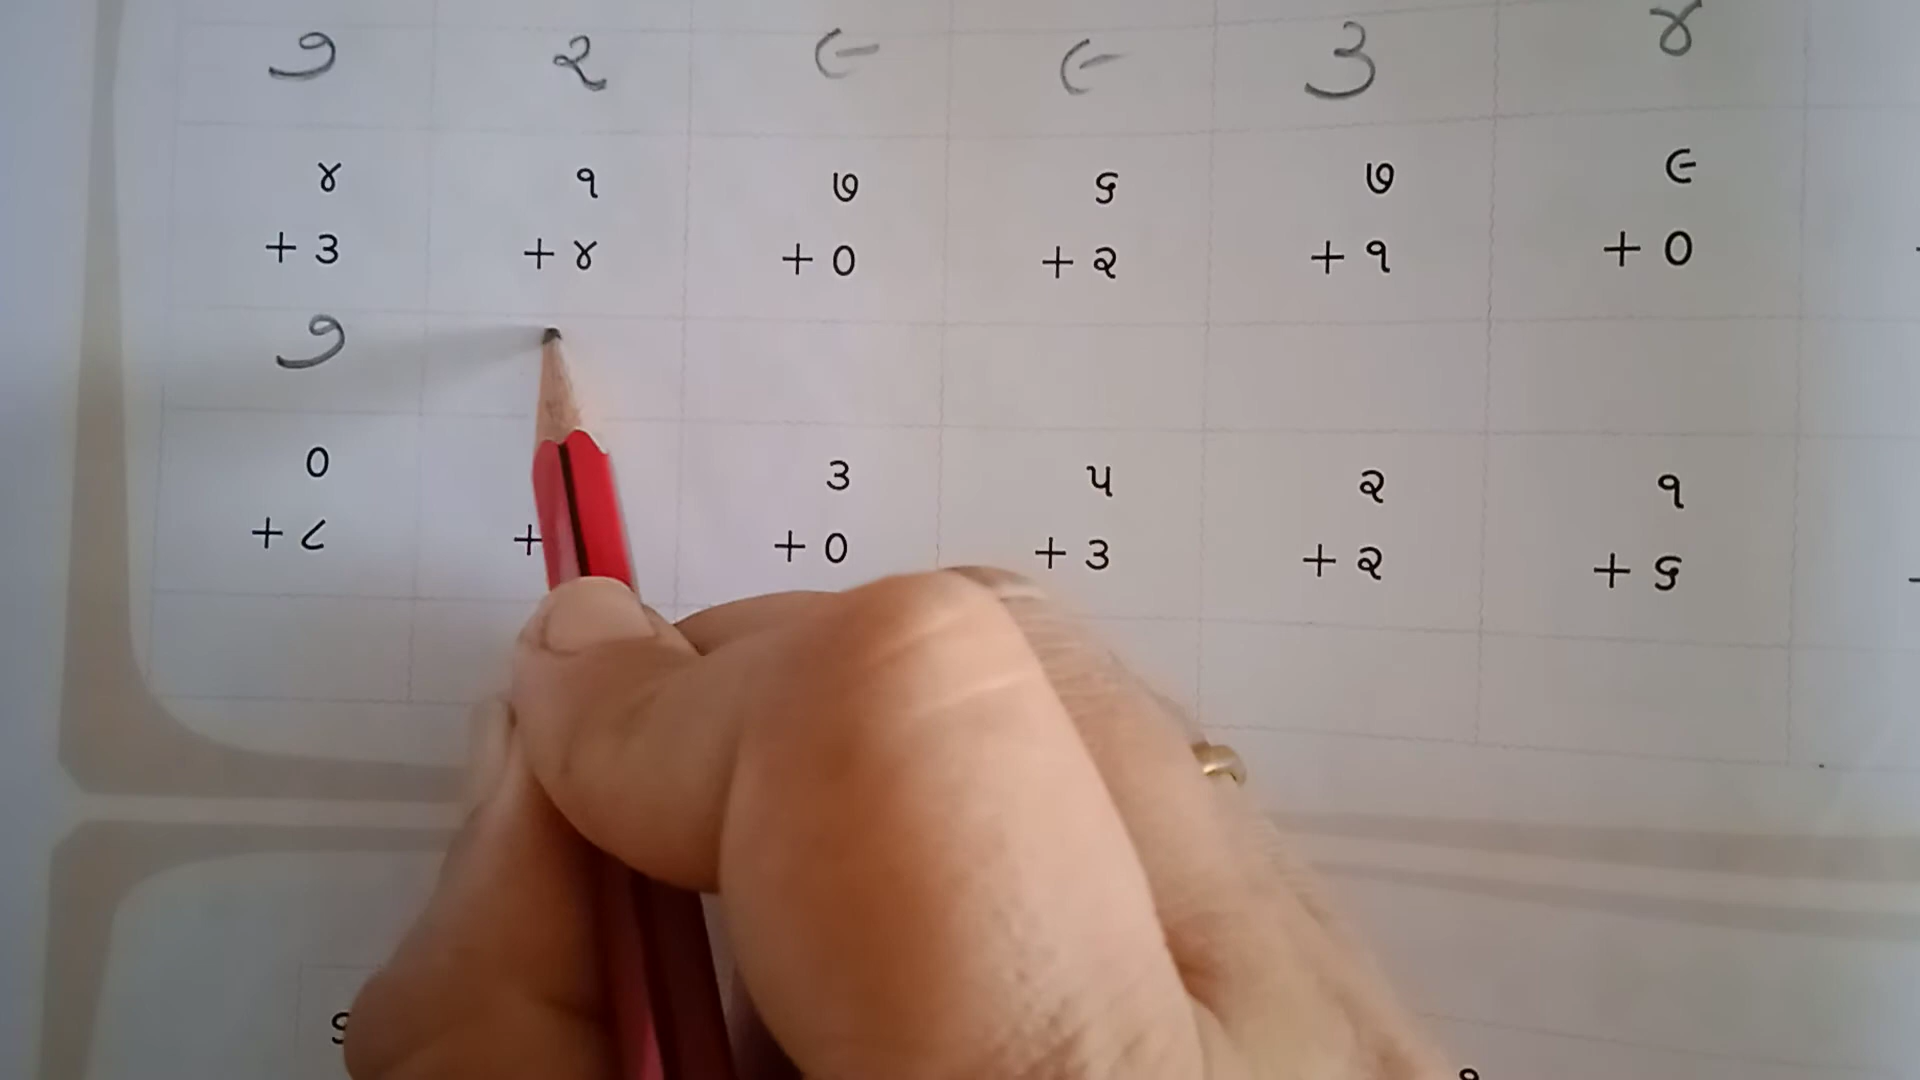 ૭ ૨ ૯ ૯ ૩ ૪
૪ ૧ ૭ ૬ ૭ ૯
+ ૩ + ૪ + ૦ + ૨ + ૧ + ૦
૭
૦ ૩ ૫ ૨ ૧
+ ૮ + + ૦ + ૩ + ૨ + ૬